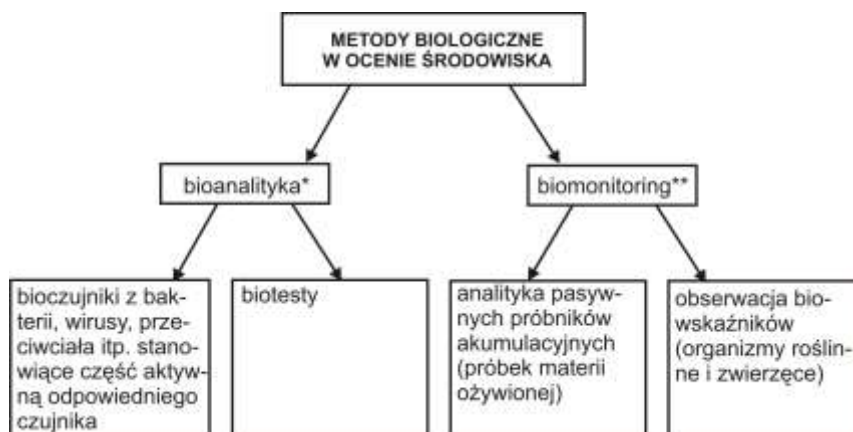 METODY BIOLOGICZNE
W OCENIE ŚRODOWISKA
bioanalityka*
biomonitoring**
bioczujniki z bak-
terii, wirusy, prze-
ciwciała itp. stano-
wiące część aktyw-
ną odpowiedniego
czujnika
biotesty
analityka pasyw-
nych próbników
akumulacyjnych
(próbek materii
ożywionej)
obserwacja bio-
wskaźników
(organizmy roślin-
ne i zwierzęce)